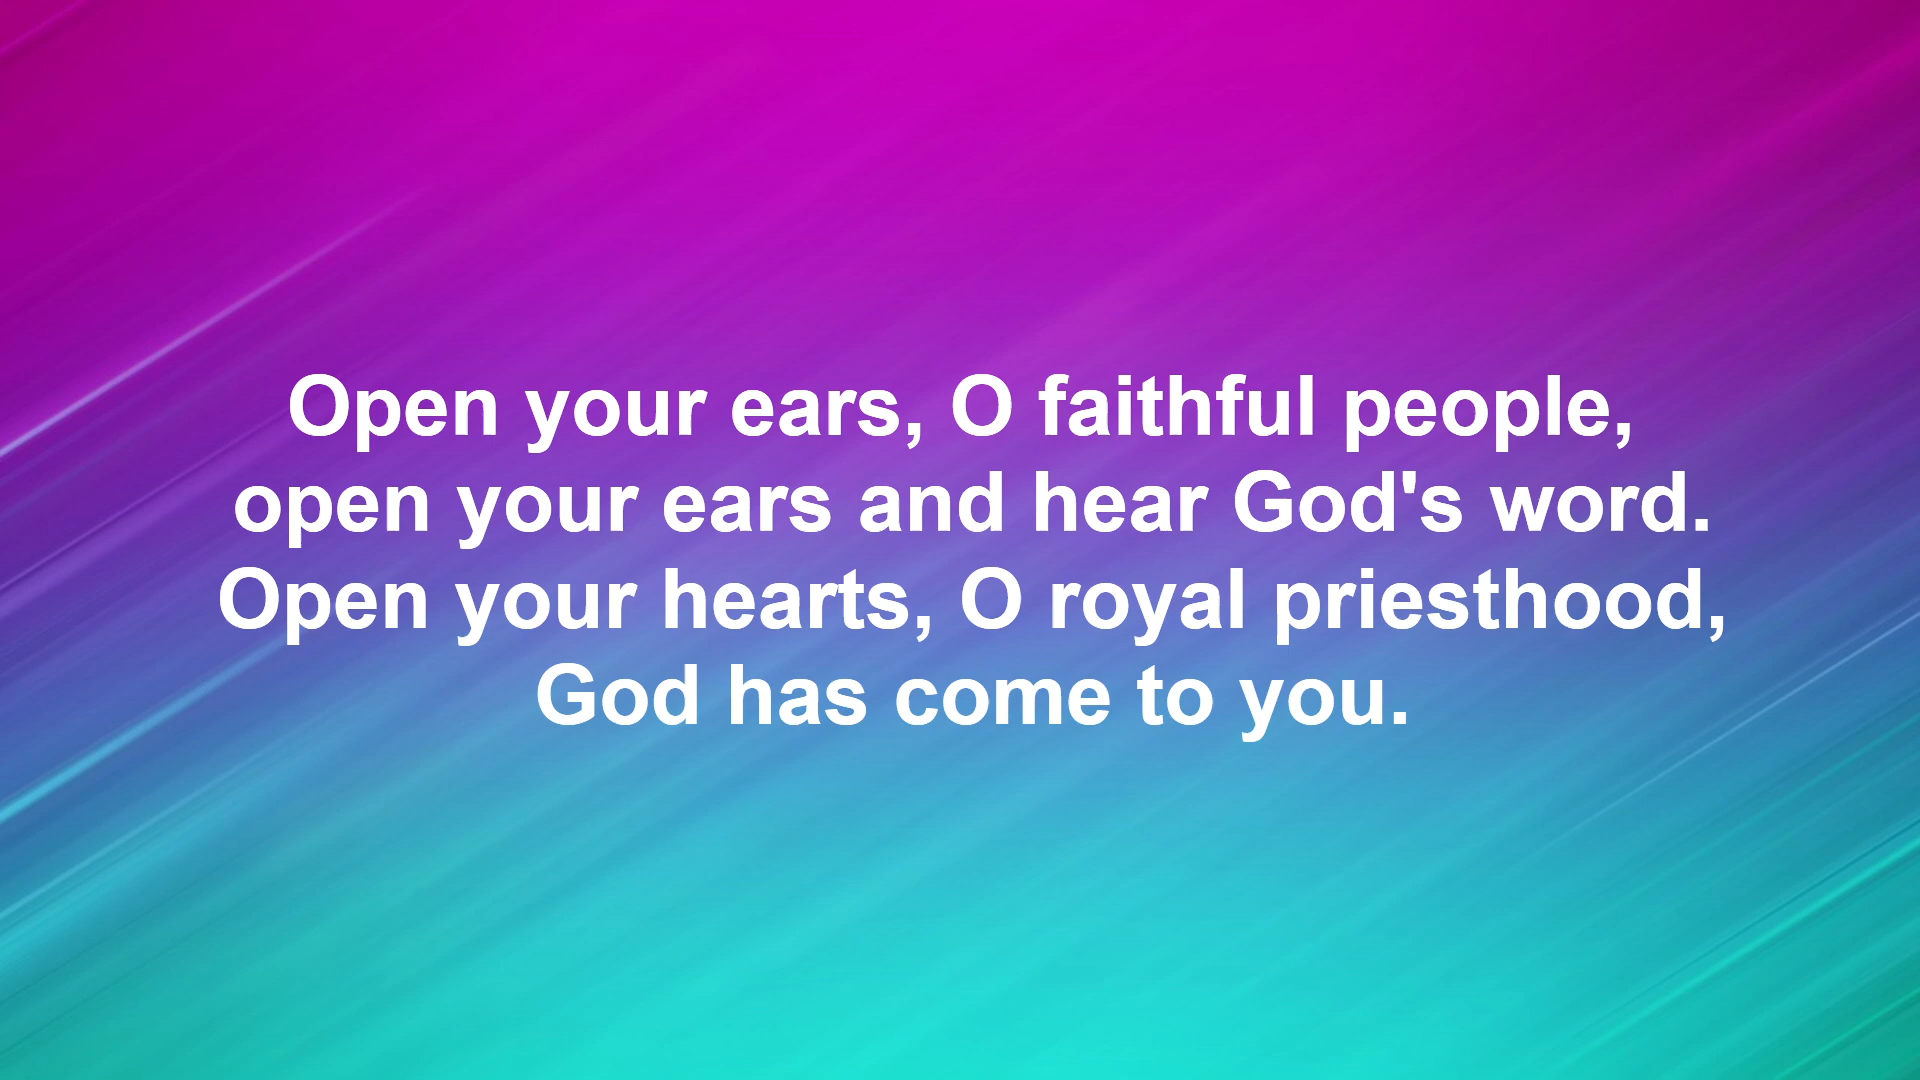 Open your ears, O faithful people,
open your ears and hear God's word.
Open your hearts, O royal priesthood,
God has come to you.